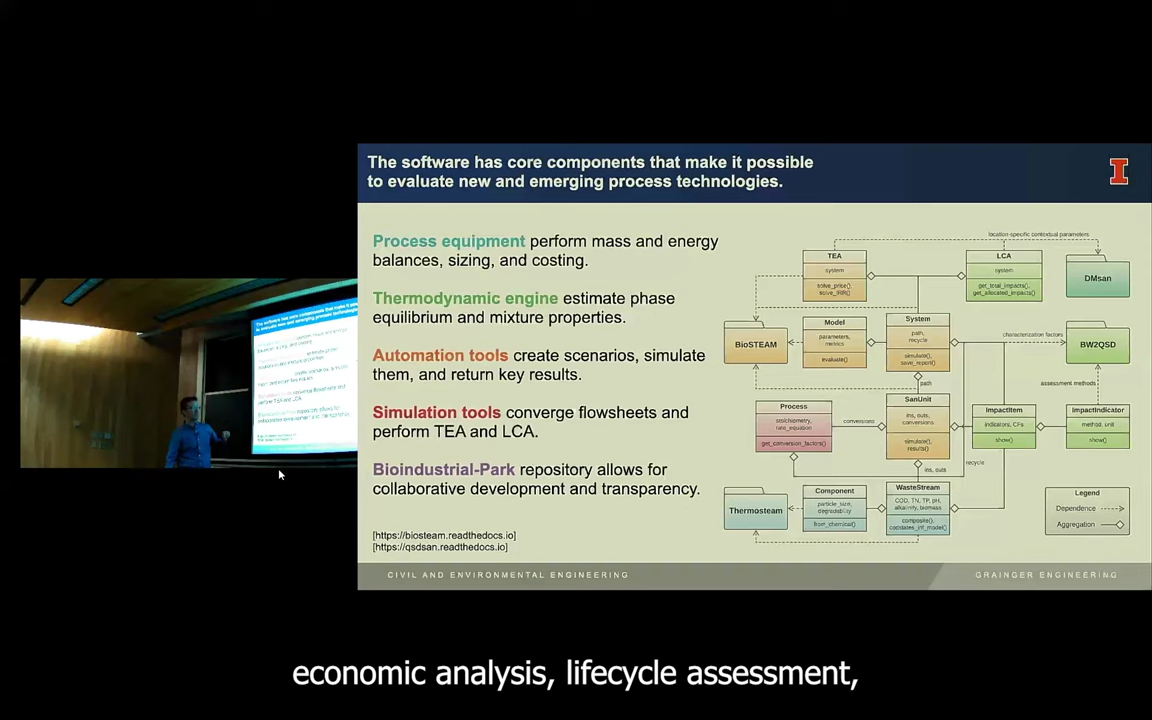 The software has core components that make it possible
to evaluate new and emerging process technologies.
I
Process equipment perform mass and energy
balances, sizing, and costing.
Thermodynamic engine estimate phase
equilibrium and mixture properties.
Automation tools create scenarios, simulate
them, and return key results.
Simulation tools converge flowsheets and
perform TEA and LCA.
Bioindustrial-Park repository allows for
collaborative development and transparency.
[https://biosteam.readthedocs.io]
[https://qsdsan.readthedocs.io]
location-specific contextual parameters
TEA
system
solve_price(),
solve_IRR()
LCA
system
get_total_impacts(),
get_allocated_impacts()
DMsan
BioSTEAM
Model
parameters,
metrics
evaluate()
System
path,
recycle
simulate(),
save_report()
characterization factors
BW2QSD
path
assessment methods
Process
stoichiometry,
rate_equation
get_conversion_factors()
conversions
SanUnit
ins, outs,
conversions
simulate(),
results()
ImpactItem
indicators, CFs
show()
ImpactIndicator
method, unit
show()
ins, outs
recycle
Thermosteam
Component
particle_size,
degradability
from_chemical()
WasteStream
COD, TN, TP, pH,
alkalinity, biomass
composite(),
codstates_inf_model()
Legend
Dependence
Aggregation
CIVIL AND ENVIRONMENTAL ENGINEERING
GRAINGER ENGINEERING
economic analysis, lifecycle assessment,